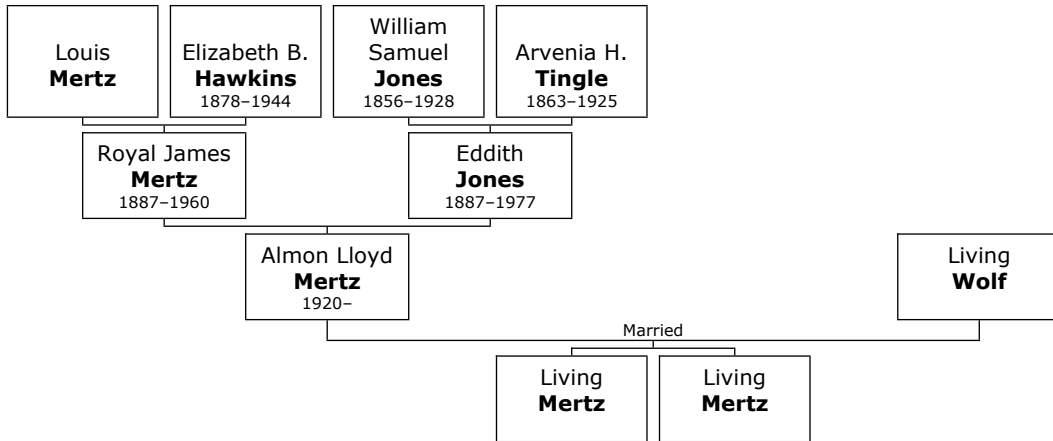 Louis
Mertz
Elizabeth B.
Hawkins
1878–1944
William
Samuel
Jones
1856–1928
Arvenia H.
Tingle
1863–1925
Royal James
Mertz
1887–1960
Eddith
Jones
1887–1977
Almon Lloyd
Mertz
1920–
Living
Wolf
Married
Living
Mertz
Living
Mertz